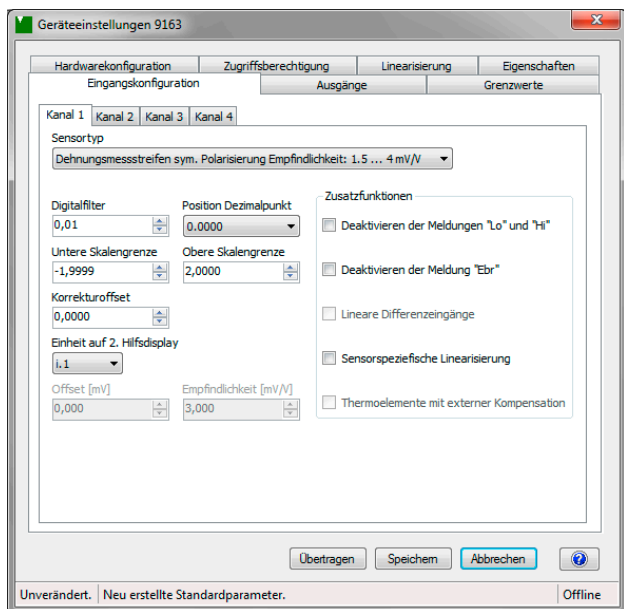 Geräteeinstellungen 9163
Hardwarekonfiguration Zugriffsberechtigung Linearisierung Eigenschaften
Eingangskonfiguration Ausgänge Grenzwerte
Kanal 1 Kanal 2 Kanal 3 Kanal 4
Sensortyp
Dehnungsmessstreifen sym. Polarisierung Empfindlichkeit: 1.5 ... 4 mV/V
Digitalfilter Position Dezimalpunkt
0,01 0.0000
Untere Skalengrenze Obere Skalengrenze
-1,9999 2,0000
Korrekturoffset
0,0000
Einheit auf 2. Hilfsdisplay
i.1
Offset [mV] Empfindlichkeit [mV/V]
0,000 3,000
Zusatzfunktionen
Deaktivieren der Meldungen "Lo" und "Hi"
Deaktivieren der Meldung "Ebr"
Lineare Differenzeingänge
Sensorspeziefische Linearisierung
Thermoelemente mit externer Kompensation
Übertragen Speichern Abbrechen ?
Unverändert. Neu erstellte Standardparameter. Offline